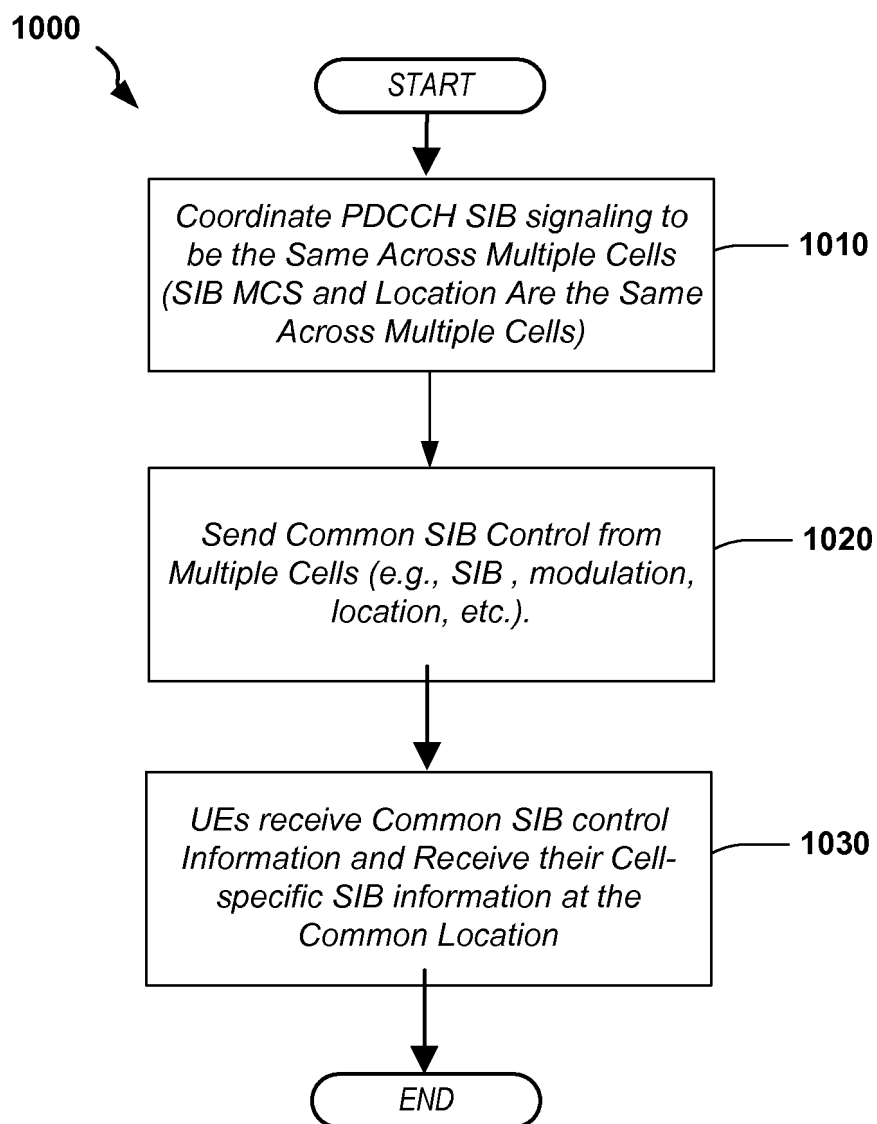 1000
START
Coordinate PDCCH SIB signaling to
be the Same Across Multiple Cells
(SIB MCS and Location Are the Same
Across Multiple Cells)
1010
Send Common SIB Control from
Multiple Cells (e.g., SIB , modulation,
location, etc.).
1020
UEs receive Common SIB control
Information and Receive their Cell-
specific SIB information at the
Common Location
1030
END